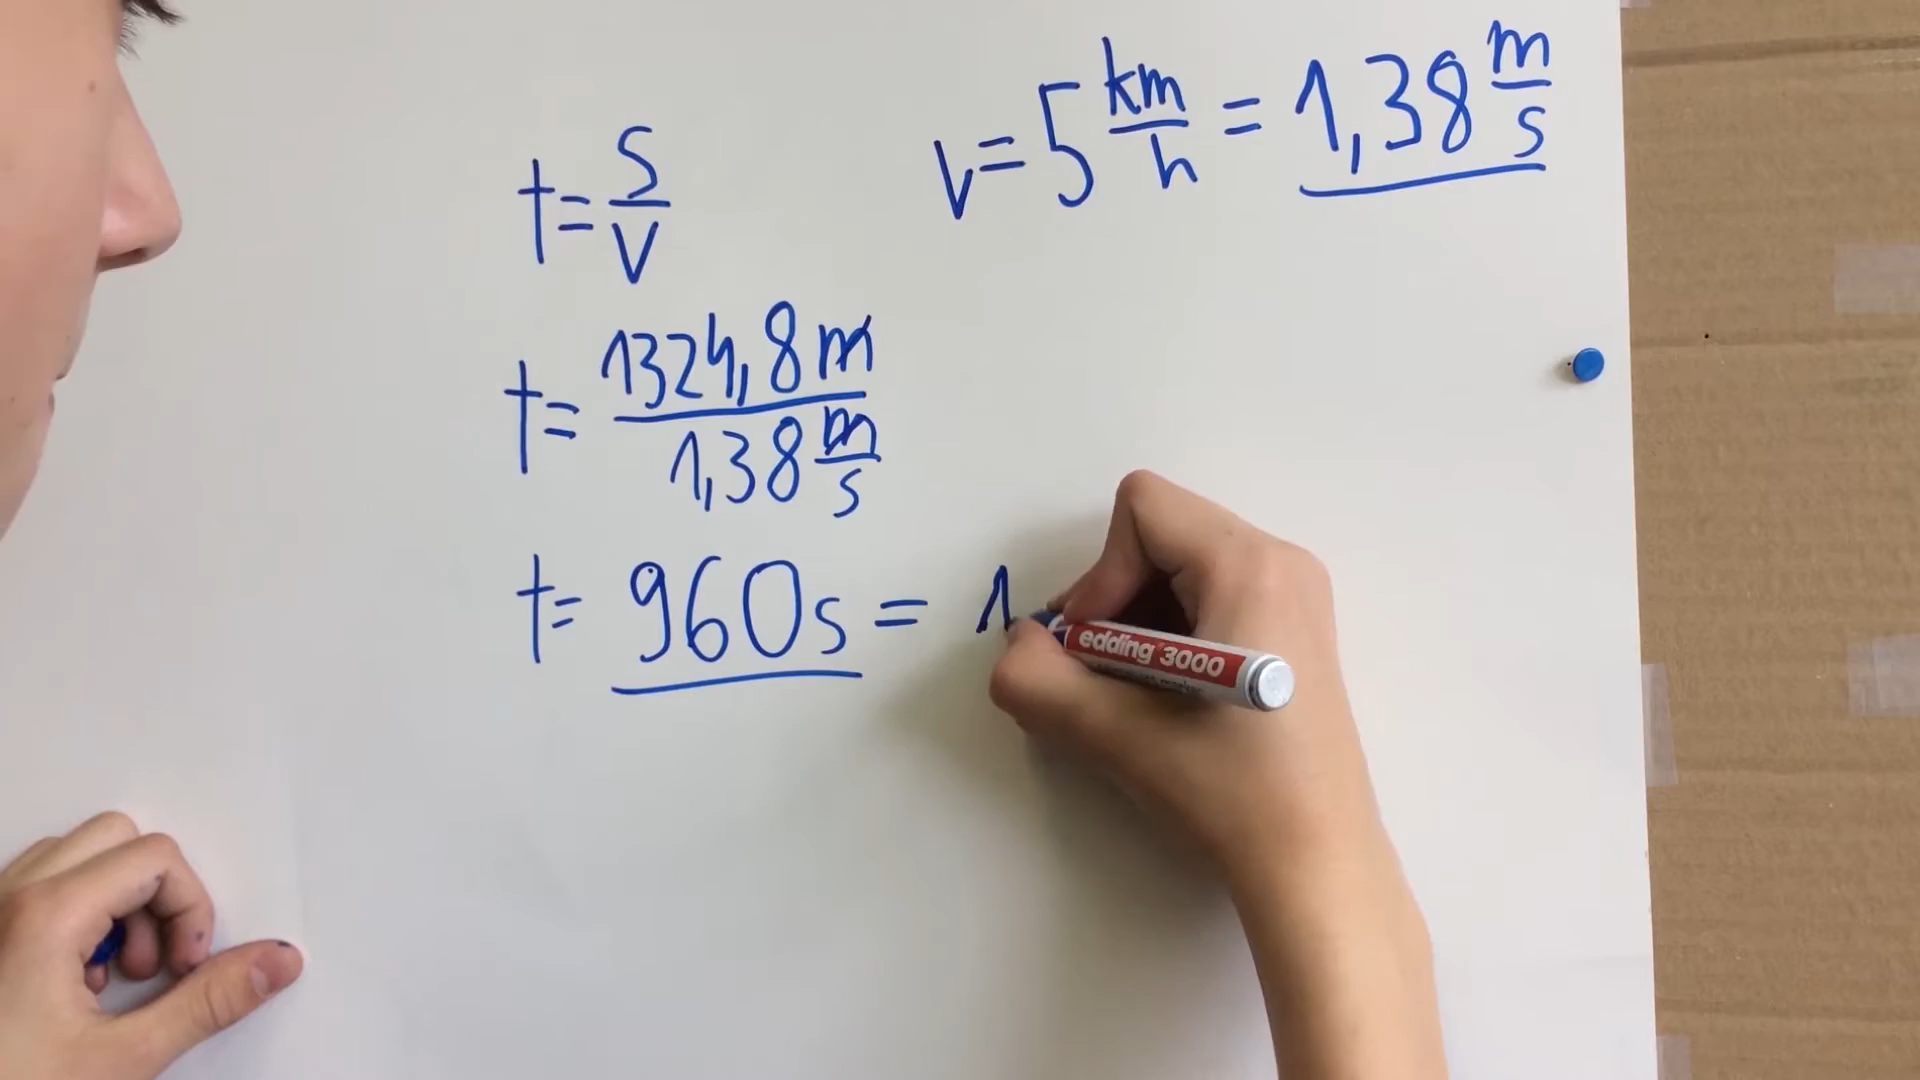 v = 5 km/h = 1,38 m/s
t = s/v
t = 1324,8 m / 1,38 m/s
t = 960 s = 1
edding 3000